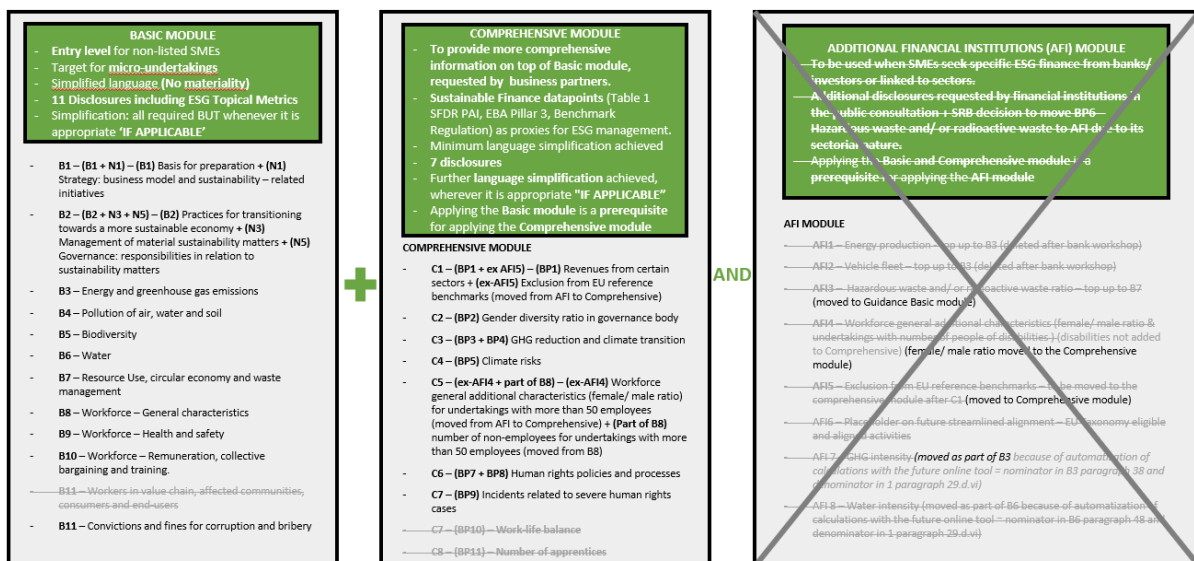 BASIC MODULE
- Entry level for non-listed SMEs
- Target for micro-undertakings
- Simplified language (No materiality)
- 11 Disclosures including ESG Topical Metrics
- Simplification: all required BUT whenever it is
appropriate ‘IF APPLICABLE’
- B1 – (B1 + N1) – (B1) Basis for preparation + (N1)
Strategy: business model and sustainability – related
initiatives
- B2 – (B2 + N3 + N5) – (B2) Practices for transitioning
towards a more sustainable economy + (N3)
Management of material sustainability matters + (N5)
Governance: responsibilities in relation to
sustainability matters
- B3 – Energy and greenhouse gas emissions
- B4 – Pollution of air, water and soil
- B5 – Biodiversity
- B6 – Water
- B7 – Resource Use, circular economy and waste
management
- B8 – Workforce – General characteristics
- B9 – Workforce – Health and safety
- B10 – Workforce – Remuneration, collective
bargaining and training.
- B11 – Workers in value chain, affected communities,
consumers and end-users
- B11 – Convictions and fines for corruption and bribery
+
COMPREHENSIVE MODULE
- To provide more comprehensive
information on top of Basic module,
requested by business partners.
- Sustainable Finance datapoints (Table 1
SFDR PAI, EBA Pillar 3, Benchmark
Regulation) as proxies for ESG management.
- Minimum language simplification achieved
- 7 disclosures
- Further language simplification achieved,
wherever it is appropriate "IF APPLICABLE”
- Applying the Basic module is a prerequisite
for applying the Comprehensive module
COMPREHENSIVE MODULE
- C1 – (BP1 + ex AFI5) – (BP1) Revenues from certain
sectors + (ex-AFI5) Exclusion from EU reference
benchmarks (moved from AFI to Comprehensive)
- C2 – (BP2) Gender diversity ratio in governance body
- C3 – (BP3 + BP4) GHG reduction and climate transition
- C4 – (BP5) Climate risks
- C5 – (ex-AFI4 + part of B8) – (ex-AFI4) Workforce
general additional characteristics (female/ male ratio)
for undertakings with more than 50 employees
(moved from AFI to Comprehensive) + (Part of B8)
number of non-employees for undertakings with more
than 50 employees (moved from B8)
- C6 – (BP7 + BP8) Human rights policies and processes
- C7 – (BP9) Incidents related to severe human rights
cases
- C7 – (BP10) – Work-life balance
- C8 – (BP11) – Number of apprentices
AND
ADDITIONAL FINANCIAL INSTITUTIONS (AFI) MODULE
- To be used when SMEs seek specific ESG finance from banks/
investors or linked to sectors.
- Additional disclosures requested by financial institutions in
the public consultation + SRB decision to move BP6 –
Hazardous waste and/ or radioactive waste to AFI due to its
sectorial nature.
- Applying the Basic and Comprehensive module is a
prerequisite for applying the AFI module
AFI MODULE
- AFI1 – Energy production – top up to B3 (deleted after bank workshop)
- AFI2 – Vehicle fleet – top up to B3 (deleted after bank workshop)
- AFI3 – Hazardous waste and/ or radioactive waste ratio – top up to B7
(moved to Guidance Basic module)
- AFI4 – Workforce general additional characteristics (female/ male ratio &
undertakings with number of people of disabilities ) (disabilities not added
to Comprehensive) (female/ male ratio moved to the Comprehensive
module)
- AFI5 – Exclusion from EU reference benchmarks – to be moved to the
comprehensive module after C1 (moved to Comprehensive module)
- AFI6 – Placeholder on future streamlined alignment – EU Taxonomy eligible
and aligned activities
- AFI 7 – GHG intensity (moved as part of B3 because of automatization of
calculations with the future online tool = nominator in B3 paragraph 38 and
denominator in 1 paragraph 29.d.vi)
- AFI 8 – Water intensity (moved as part of B6 because of automatization of
calculations with the future online tool = nominator in B6 paragraph 48 and
denominator in 1 paragraph 29.d.vi)